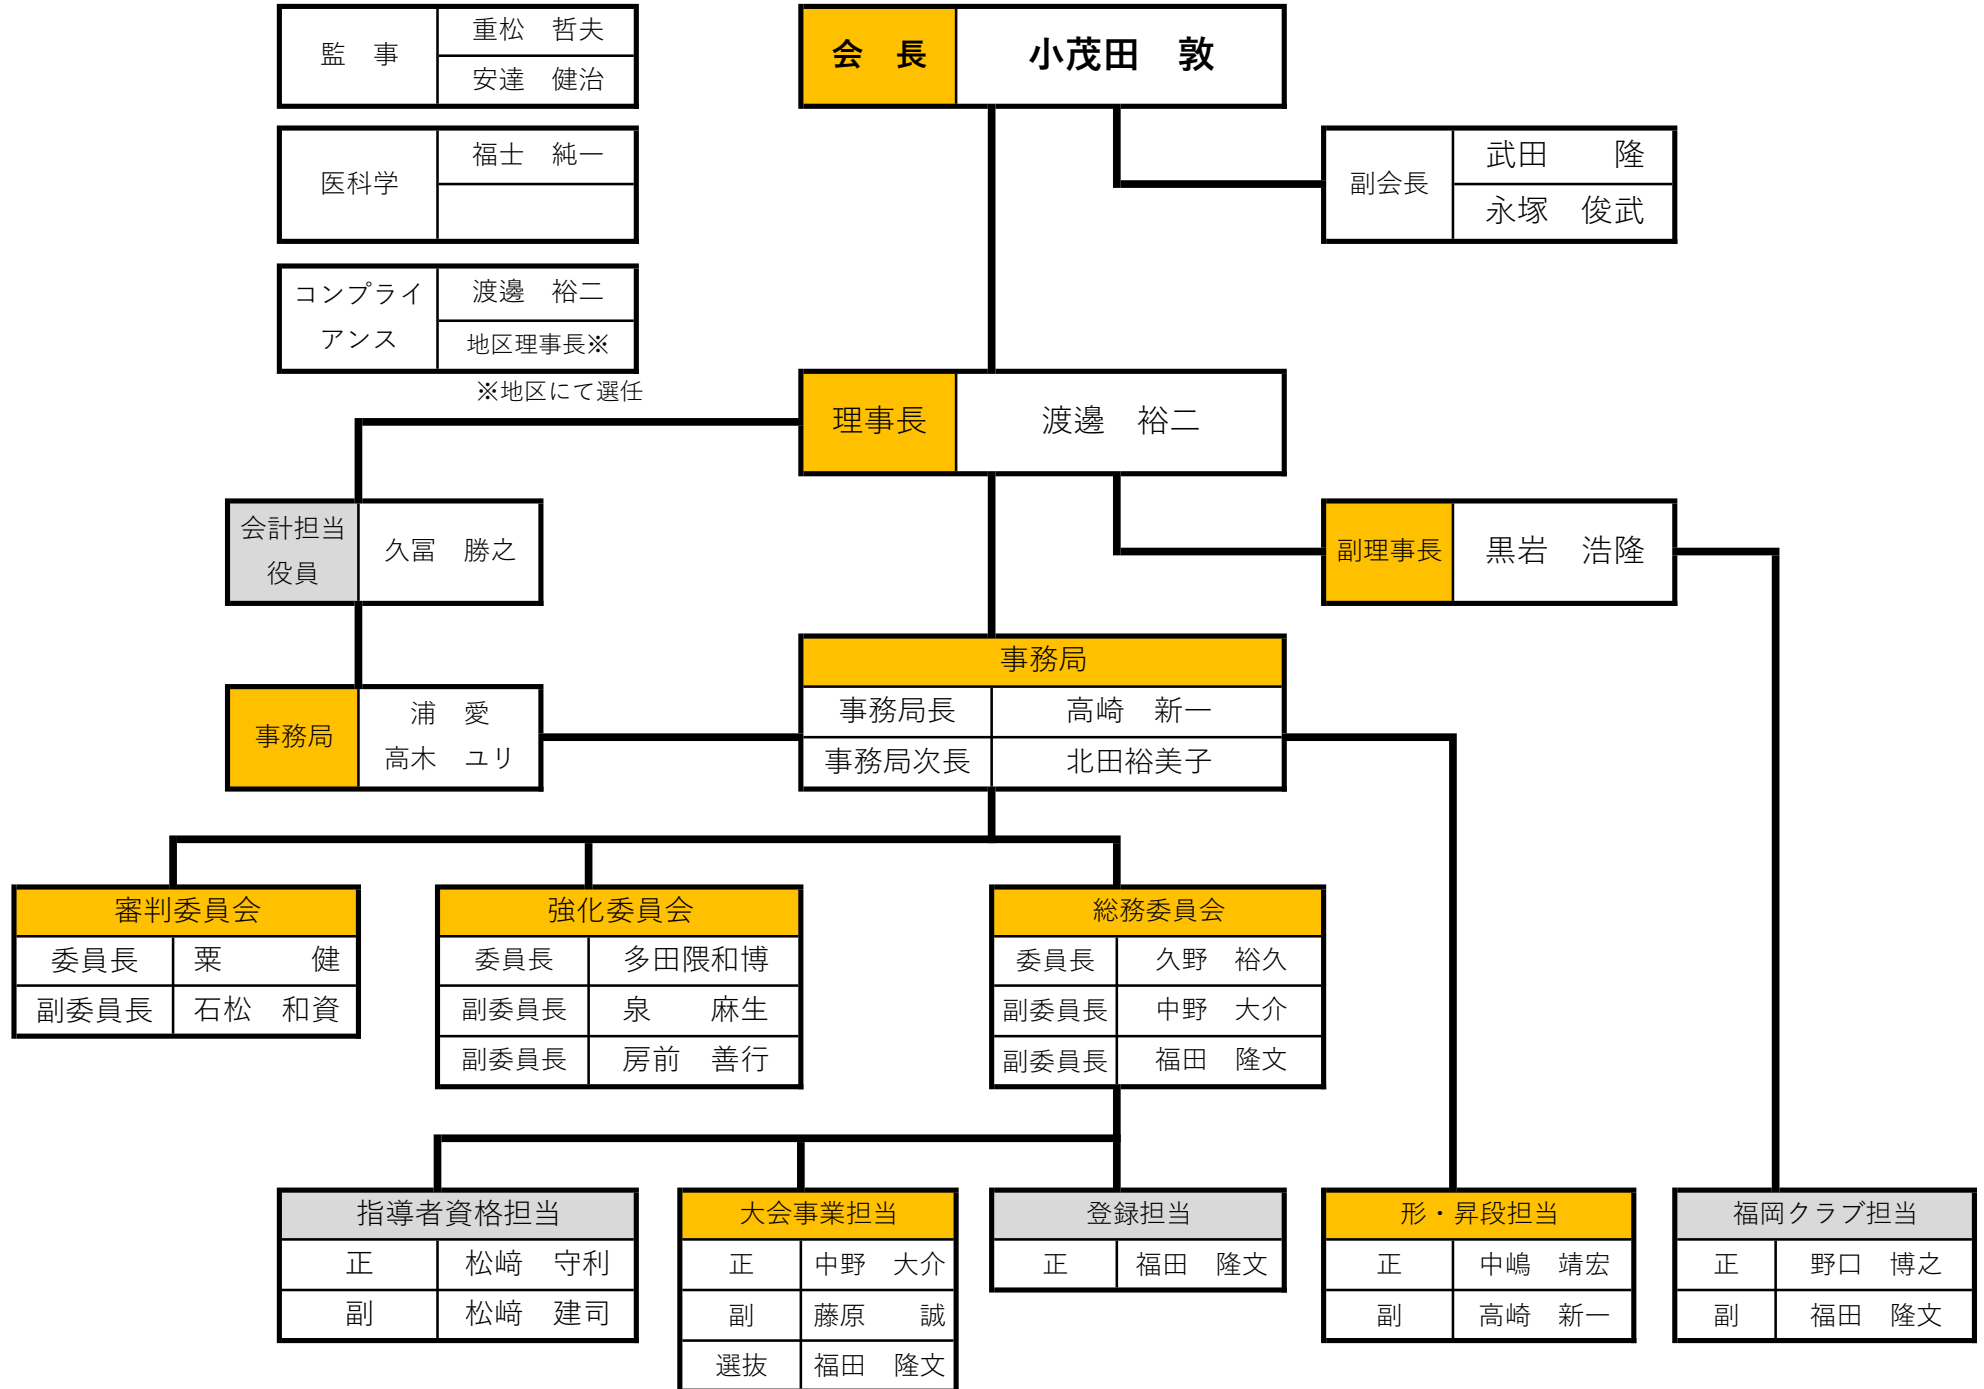 監　事
重松　哲夫
安達　健治
会　長
小茂田　敦
医科学
福士　純一
副会長
武田　　隆
永塚　俊武
コンプライ
アンス
渡邊　裕二
地区理事長※
※地区にて選任
理事長
渡邊　裕二
会計担当
役員
久冨　勝之
副理事長
黒岩　浩隆
事務局
浦　愛
高木　ユリ
事務局
事務局長
高崎　新一
事務局次長
北田裕美子
審判委員会
委員長
粟　　　健
副委員長
石松　和資
強化委員会
委員長
多田隈和博
副委員長
泉　　麻生
副委員長
房前　善行
総務委員会
委員長
久野　裕久
副委員長
中野　大介
副委員長
福田　隆文
指導者資格担当
正
松﨑　守利
副
松﨑　建司
大会事業担当
正
中野　大介
副
藤原　　誠
選抜
福田　隆文
登録担当
正
福田　隆文
形・昇段担当
正
中嶋　靖宏
副
高崎　新一
福岡クラブ担当
正
野口　博之
副
福田　隆文